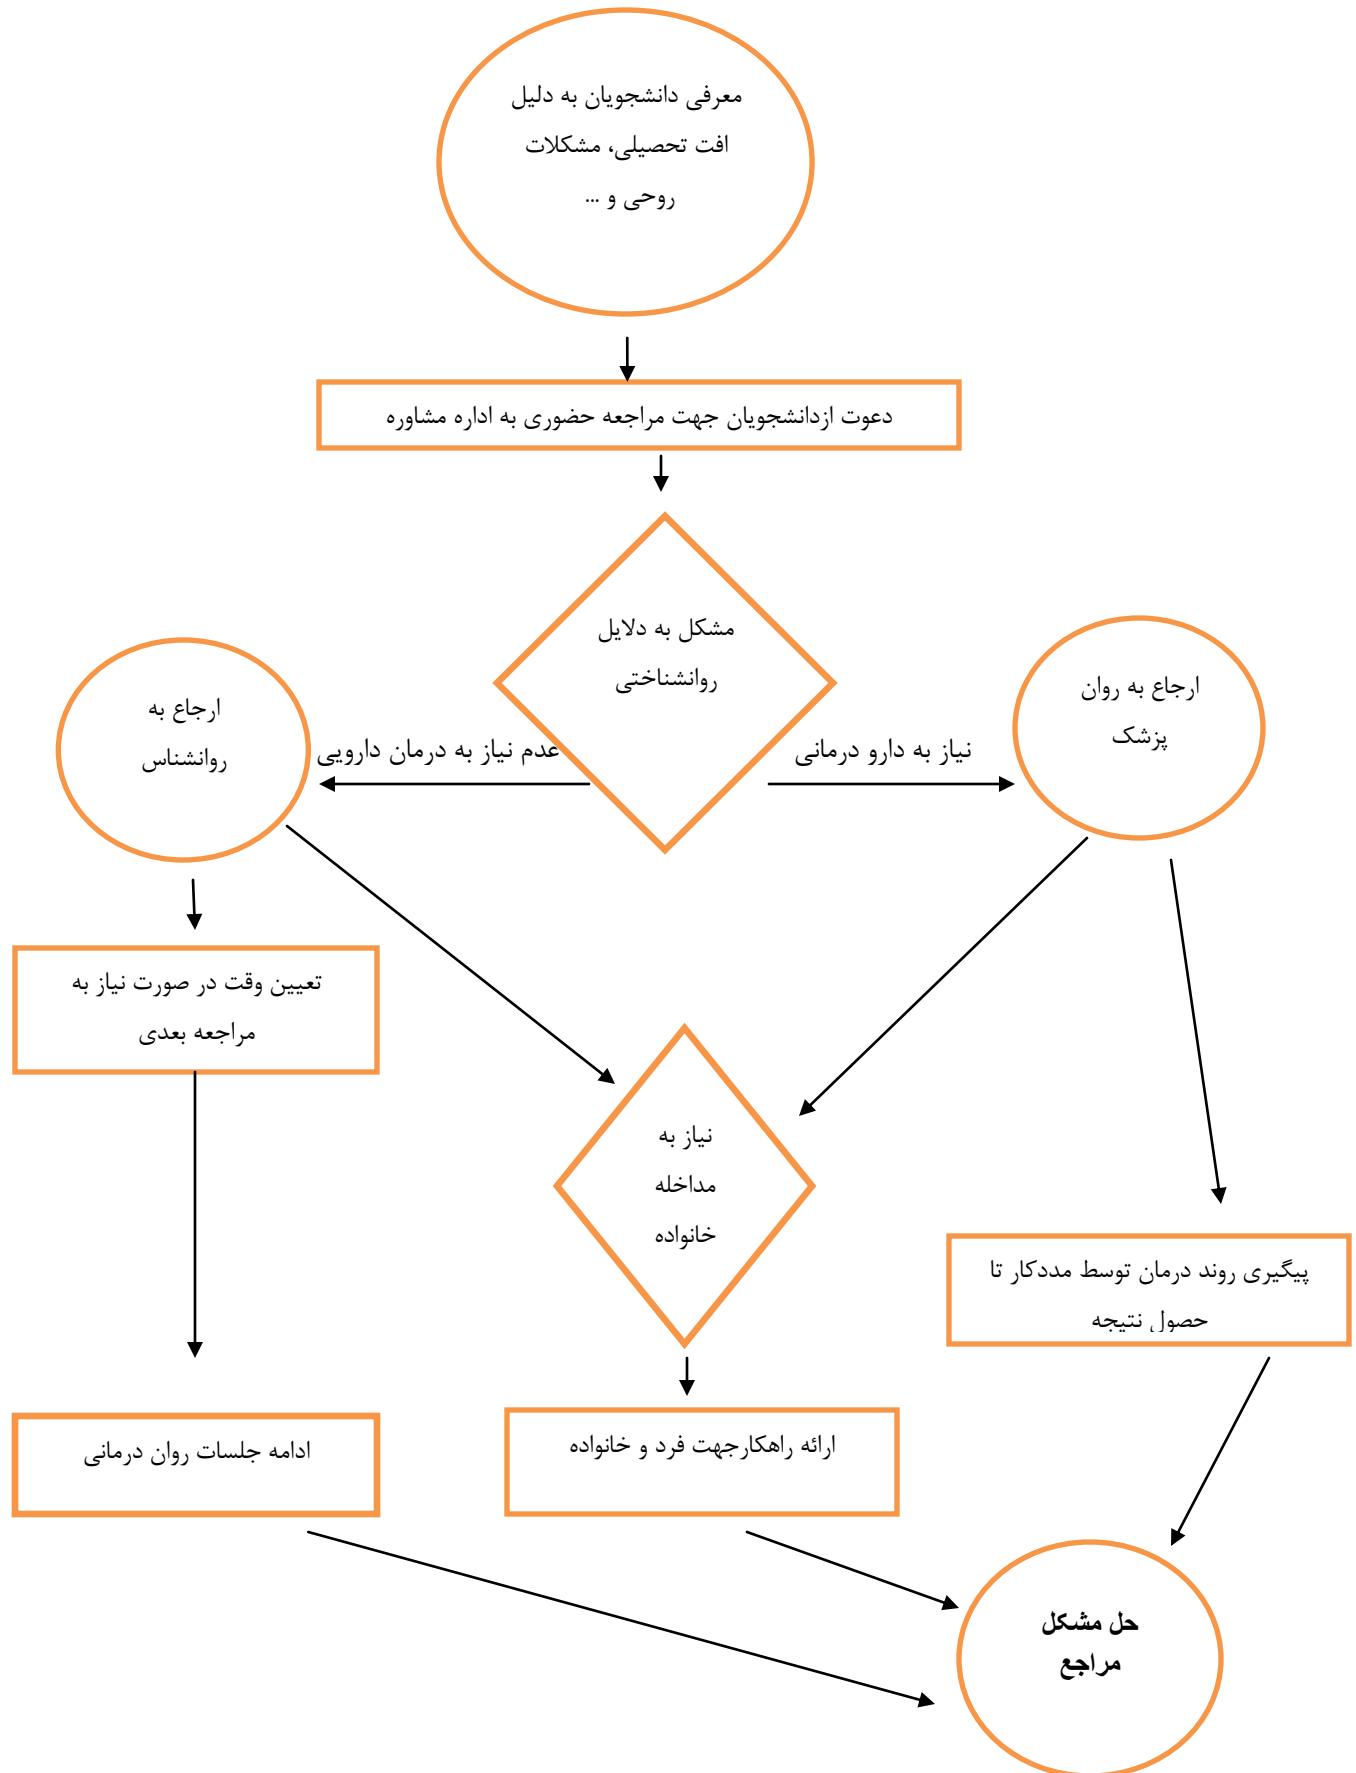 معرفی دانشجویان به دلیل
افت تحصیلی، مشکلات
روحی و ...
دعوت ازدانشجویان جهت مراجعه حضوری به اداره مشاوره
مشکل به دلایل
روانشناختی
ارجاع به روان
پزشک
ارجاع به
روانشناس
نیاز به دارو درمانی
عدم نیاز به درمان دارویی
تعیین وقت در صورت نیاز به
مراجعه بعدی
نیاز به
مداخله
خانواده
پیگیری روند درمان توسط مددکار تا
حصول نتیجه
ارائه راهکارجهت فرد و خانواده
ادامه جلسات روان درمانی
حل مشکل
مراجع